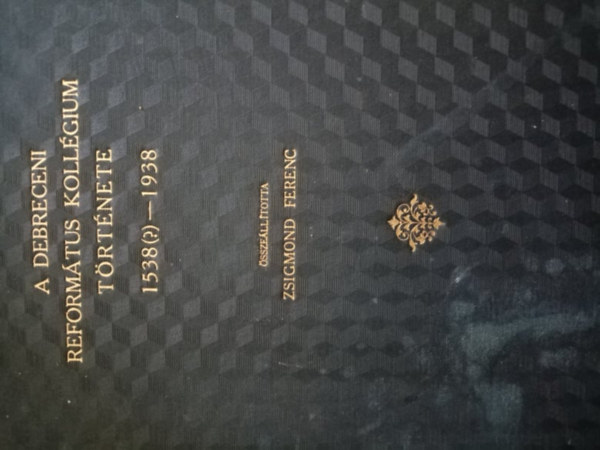 A DEBRECENI
REFORMÁTUS KOLLÉGIUM
TÖRTÉNETE
1538(?)—1938
ÖSSZEÁLLÍTOTTA
ZSIGMOND FERENC